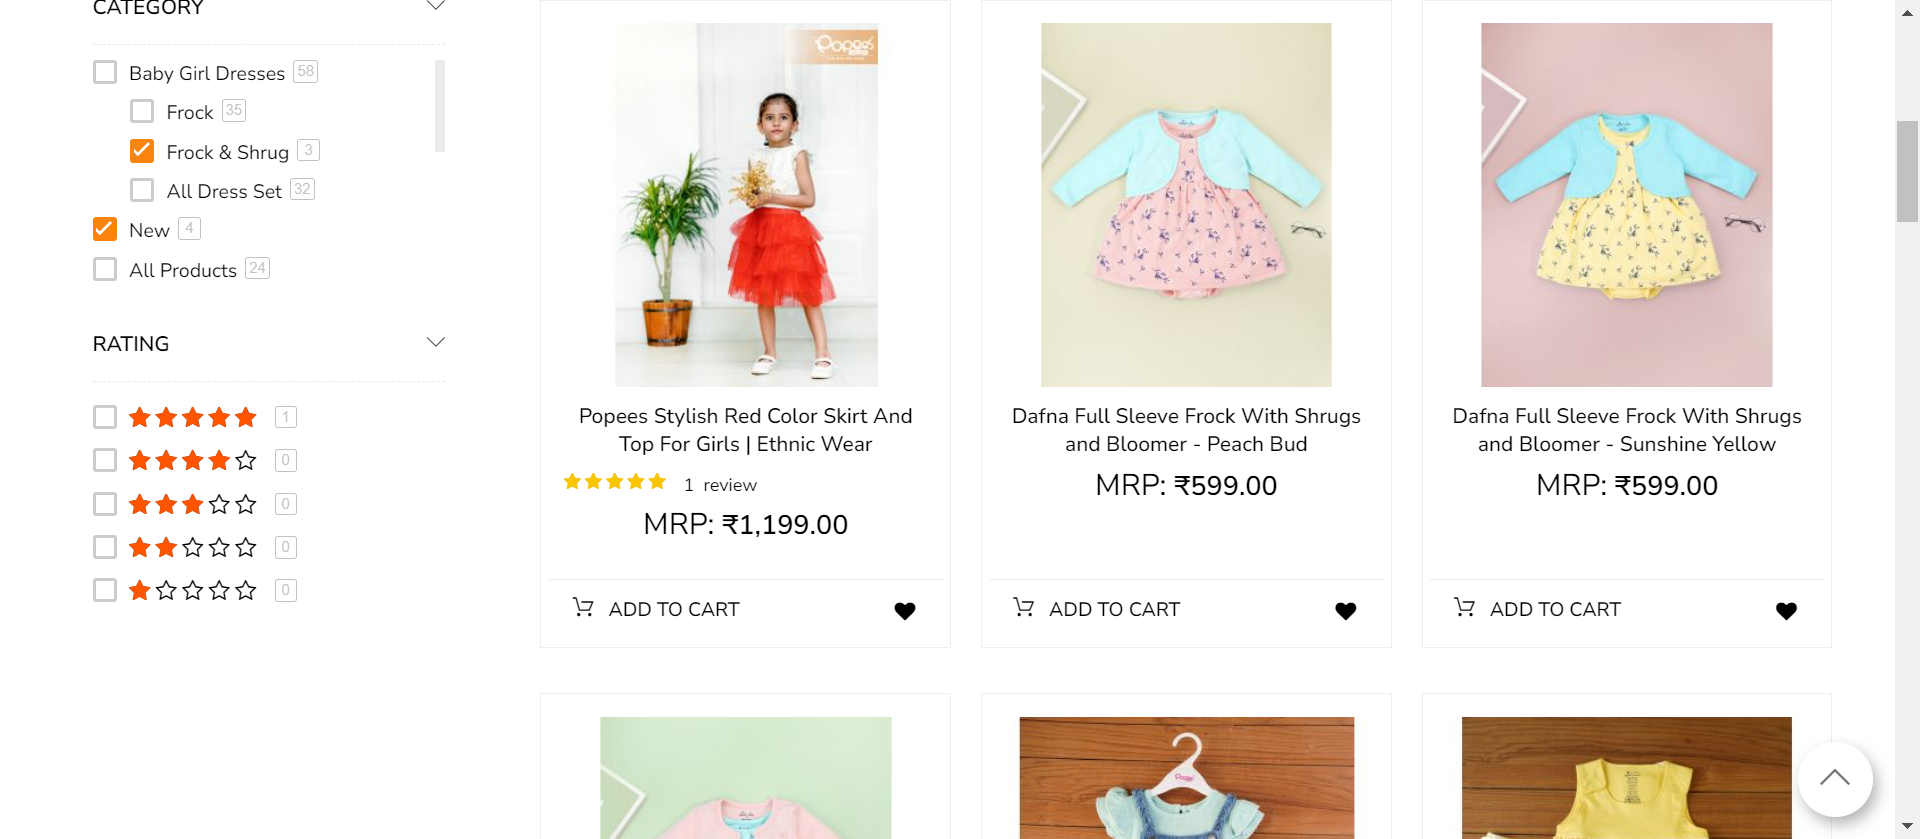 CATEGORY
Baby Girl Dresses 58
Frock 35
Frock & Shrug 3
All Dress Set 32
New 4
All Products 24
RATING
1
0
0
0
0
Popees
Popees Stylish Red Color Skirt And
Top For Girls | Ethnic Wear
1 review
MRP: ₹1,199.00
ADD TO CART
Dafna Full Sleeve Frock With Shrugs
and Bloomer - Peach Bud
MRP: ₹599.00
ADD TO CART
Dafna Full Sleeve Frock With Shrugs
and Bloomer - Sunshine Yellow
MRP: ₹599.00
ADD TO CART
Popees